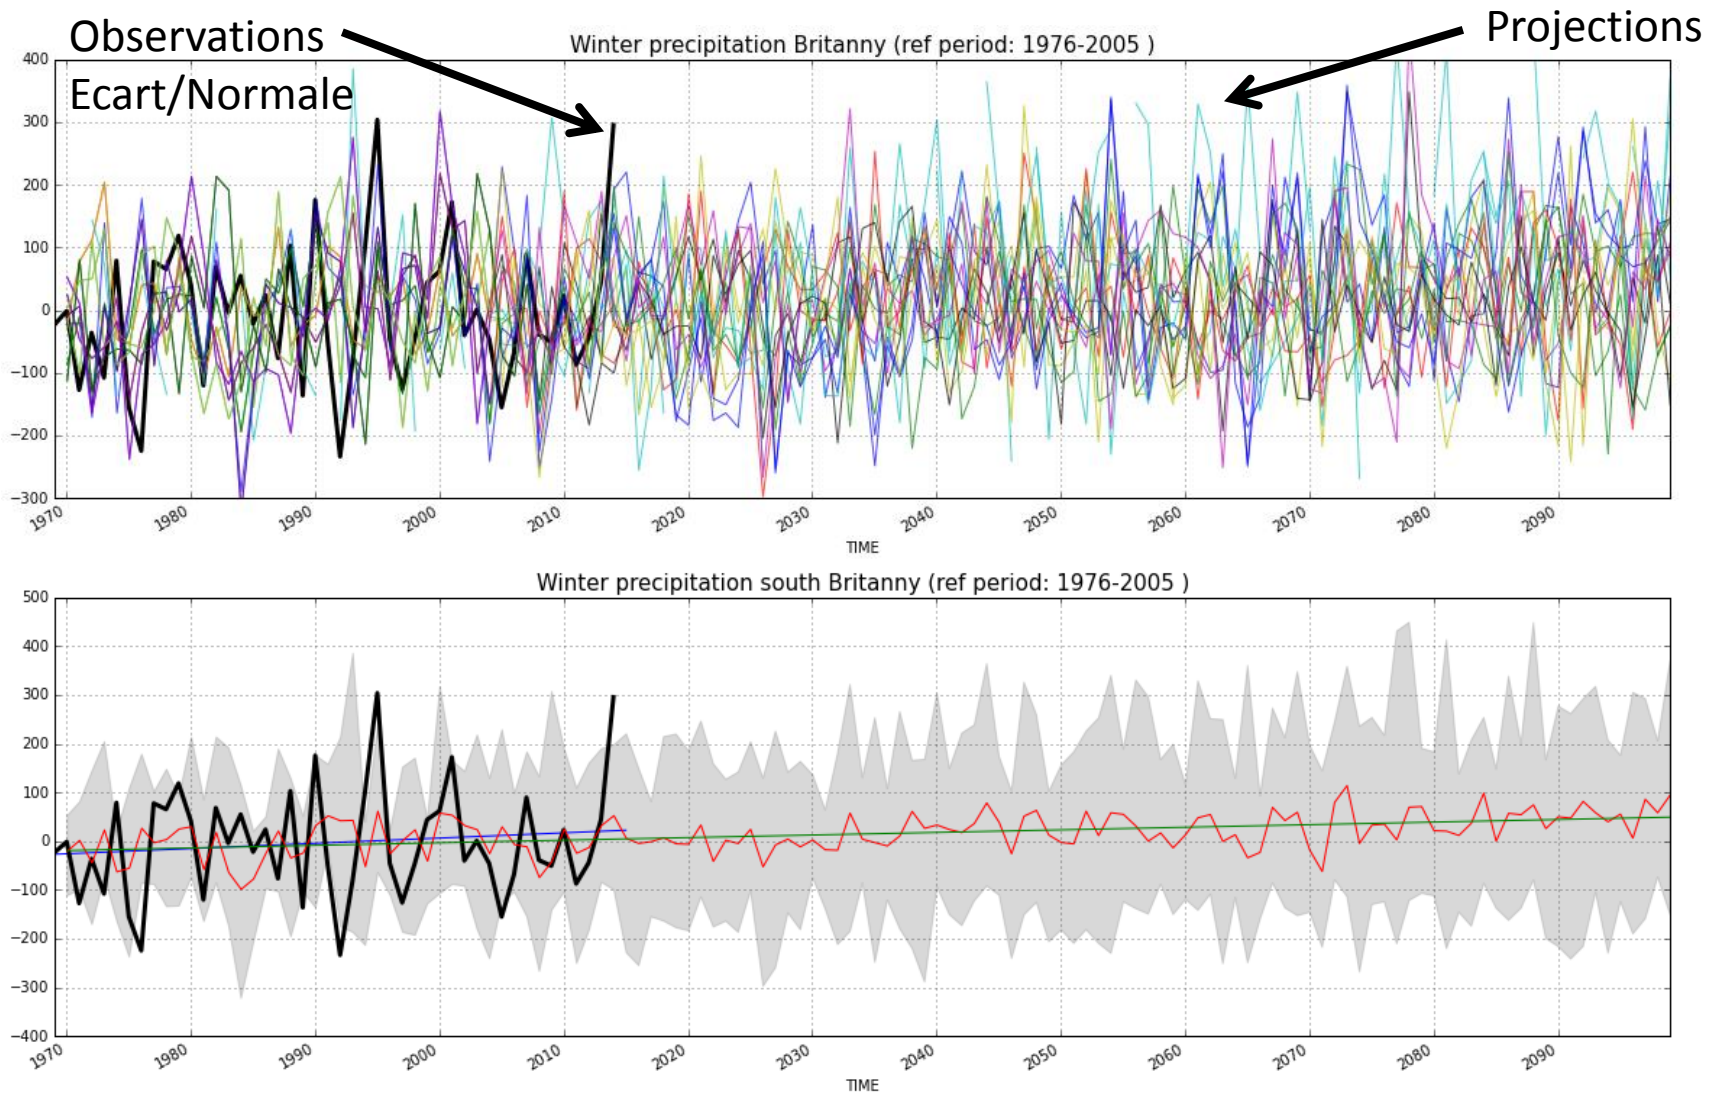 Observations
Ecart/Normale
Projections
Winter precipitation Britanny (ref period: 1976-2005 )
400
300
200
100
0
−100
−200
−300
1970 1980 1990 2000 2010 2020 2030 2040 2050 2060 2070 2080 2090
TIME
Winter precipitation south Britanny (ref period: 1976-2005 )
500
400
300
200
100
0
−100
−200
−300
−400
1970 1980 1990 2000 2010 2020 2030 2040 2050 2060 2070 2080 2090
TIME